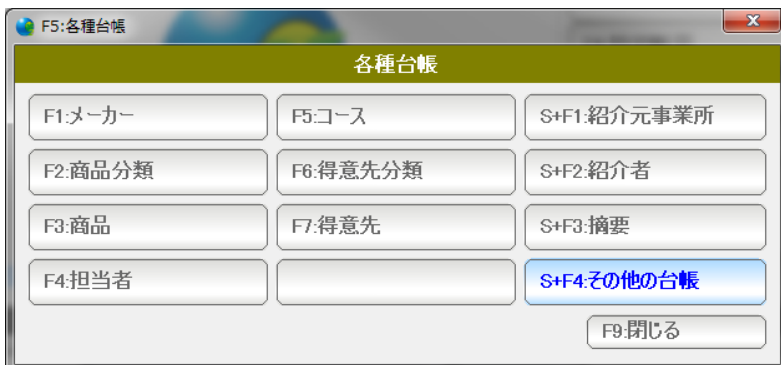 F5:各種台帳
各種台帳
F1:メーカー
F5:コース
S+F1:紹介元事業所
F2:商品分類
F6:得意先分類
S+F2:紹介者
F3:商品
F7:得意先
S+F3:摘要
F4:担当者
S+F4:その他の台帳
F9:閉じる